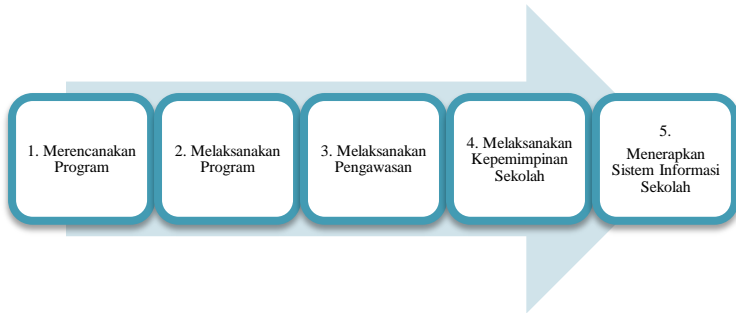 1. Merencanakan
Program
2. Melaksanakan
Program
3. Melaksanakan
Pengawasan
4. Melaksanakan
Kepemimpinan
Sekolah
5.
Menerapkan
Sistem Informasi
Sekolah